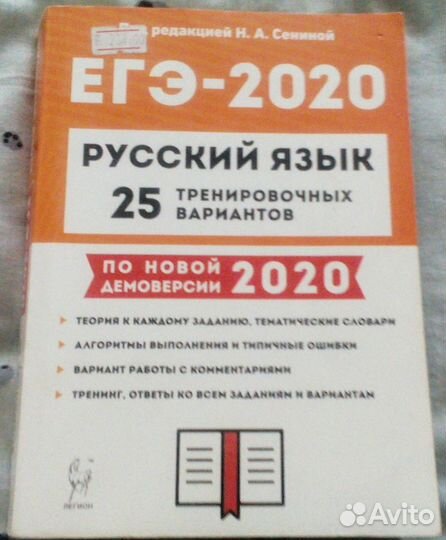 редакцией Н. А. Сениной
ЕГЭ-2020
РУССКИЙ ЯЗЫК
25 ТРЕНИРОВОЧНЫХ
ВАРИАНТОВ
ПО НОВОЙ
ДЕМОВЕРСИИ 2020
ТЕОРИЯ К КАЖДОМУ ЗАДАНИЮ, ТЕМАТИЧЕСКИЕ СЛОВАРИ
АЛГОРИТМЫ ВЫПОЛНЕНИЯ И ТИПИЧНЫЕ ОШИБКИ
ВАРИАНТ РАБОТЫ С КОММЕНТАРИЯМИ
ТРЕНИНГ, ОТВЕТЫ КО ВСЕМ ЗАДАНИЯМ И ВАРИАНТАМ
ЛЕГИОН
Avito